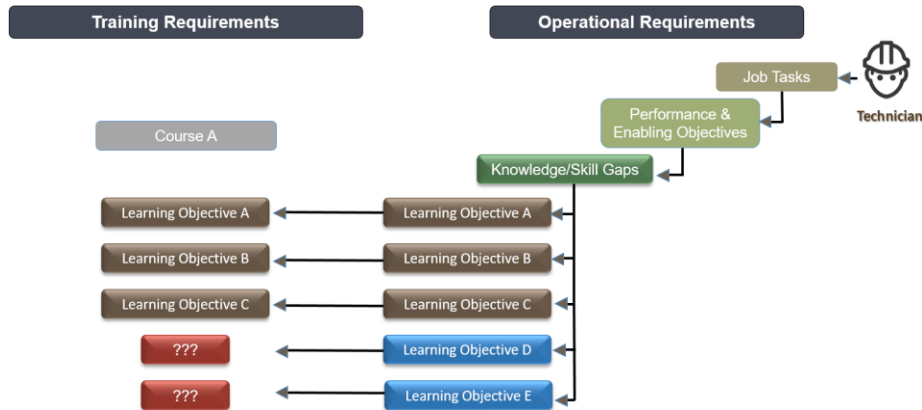 Training Requirements
Operational Requirements
Job Tasks
Technician
Performance &
Enabling Objectives
Course A
Knowledge/Skill Gaps
Learning Objective A
Learning Objective A
Learning Objective B
Learning Objective B
Learning Objective C
Learning Objective C
???
Learning Objective D
???
Learning Objective E